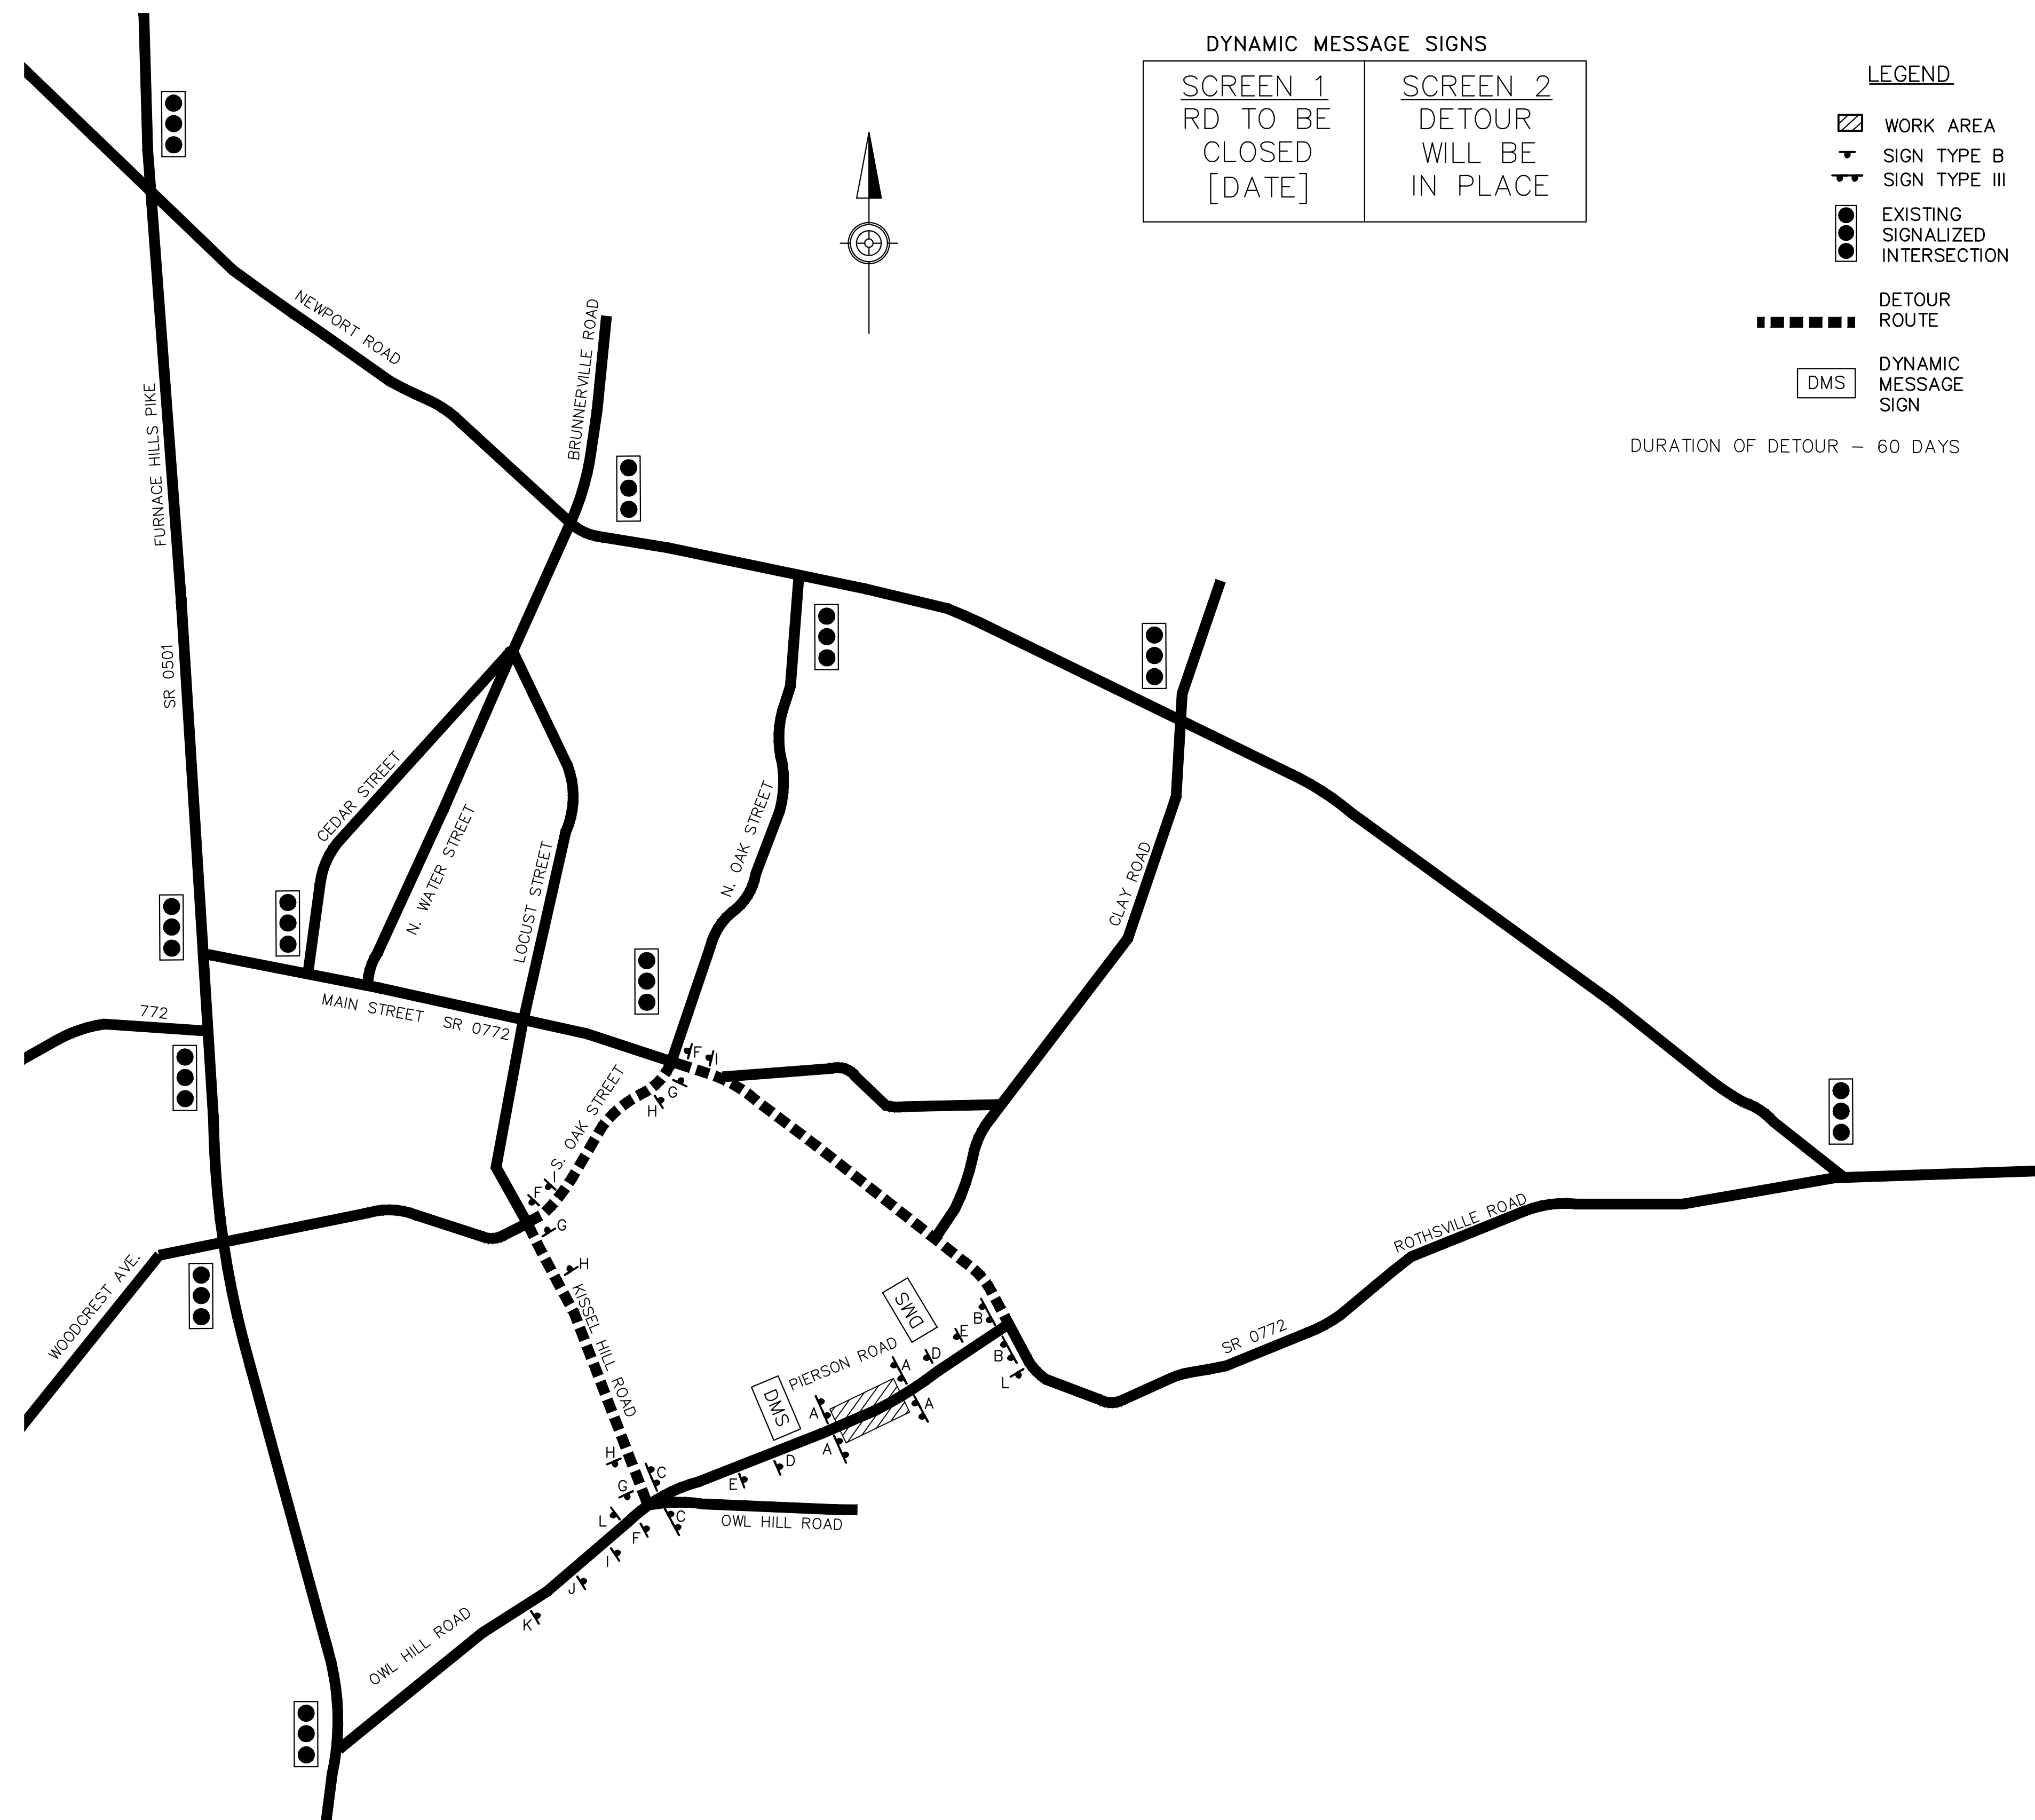 DYNAMIC MESSAGE SIGNS
SCREEN 1
RD TO BE
CLOSED
[DATE]
SCREEN 2
DETOUR
WILL BE
IN PLACE
LEGEND
WORK AREA
SIGN TYPE B
SIGN TYPE III
EXISTING
SIGNALIZED
INTERSECTION
DETOUR
ROUTE
DMS
DYNAMIC
MESSAGE
SIGN
DURATION OF DETOUR – 60 DAYS
NEWPORT ROAD
BRUNNERVILLE ROAD
FURNACE HILLS PIKE
SR 0501
CEDAR STREET
N. WATER STREET
LOCUST STREET
N. OAK STREET
CLAY ROAD
772
MAIN STREET SR 0772
F
I
G
H
S. OAK STREET
F
I
G
H
KISSEL HILL ROAD
WOODCREST AVE.
ROTHSVILLE ROAD
SR 0772
DMS
B
E
B
L
PIERSON ROAD
D
A
DMS
A
A
A
D
E
H
C
G
C
L
F
I
J
K
OWL HILL ROAD
OWL HILL ROAD